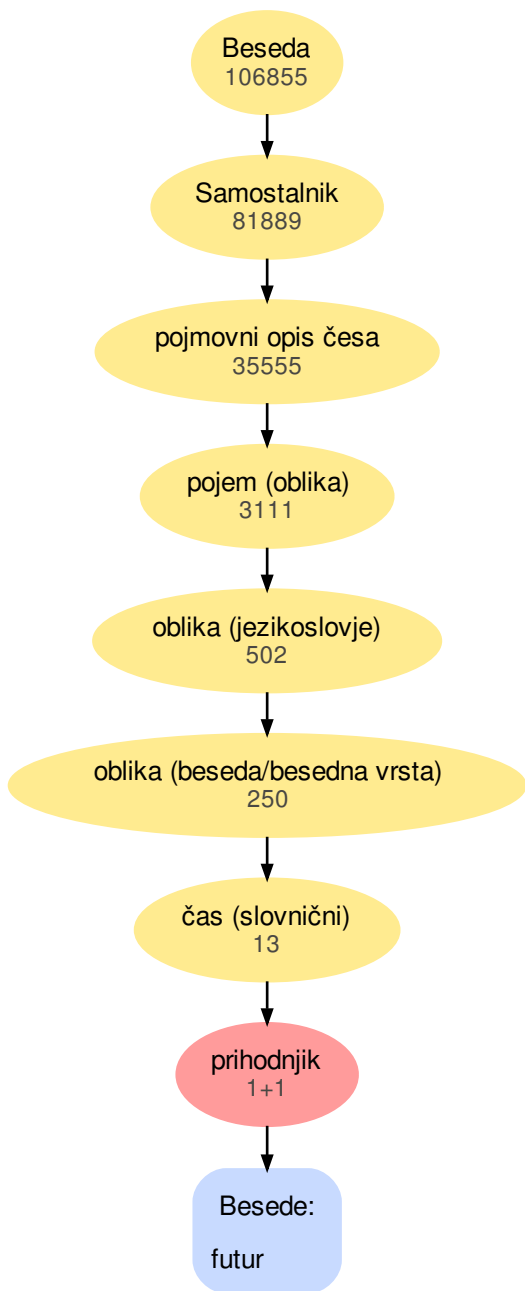 Beseda
106855
Samostalnik
81889
pojmovni opis česa
35555
pojem (oblika)
3111
oblika (jezikoslovje)
502
oblika (beseda/besedna vrsta)
250
čas (slovnični)
13
prihodnjik
1+1
Besede:
futur